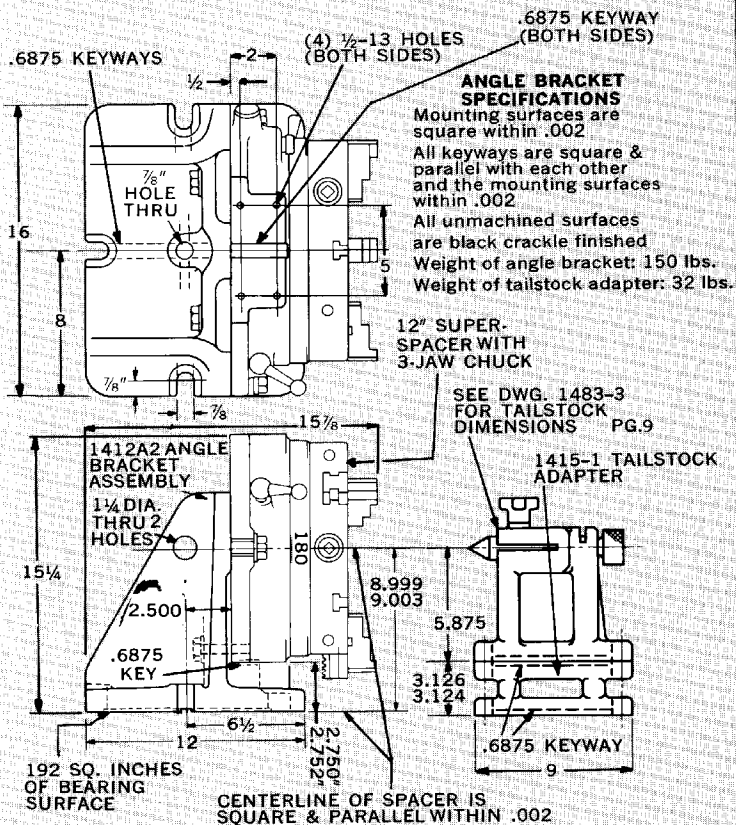 .6875 KEYWAYS
(4) ½-13 HOLES
(BOTH SIDES)
.6875 KEYWAY
(BOTH SIDES)
2
½
ANGLE BRACKET
SPECIFICATIONS
Mounting surfaces are
square within .002
All keyways are square &
parallel with each other
and the mounting surfaces
within .002
All unmachined surfaces
are black crackle finished
Weight of angle bracket: 150 lbs.
Weight of tailstock adapter: 32 lbs.
⅞"
HOLE
THRU
16
8
5
⅞"
⅞
12" SUPER-
SPACER WITH
3-JAW CHUCK
15⅞
SEE DWG. 1483-3
FOR TAILSTOCK
DIMENSIONS PG.9
1412A2 ANGLE
BRACKET
ASSEMBLY
1415-1 TAILSTOCK
ADAPTER
1¼ DIA.
THRU 2
HOLES
180
15¼
2.500
8.999
9.003
5.875
.6875
KEY
3.126
3.124
6½
12
2.750"
2.752"
.6875 KEYWAY
9
192 SQ. INCHES
OF BEARING
SURFACE
CENTERLINE OF SPACER IS
SQUARE & PARALLEL WITHIN .002